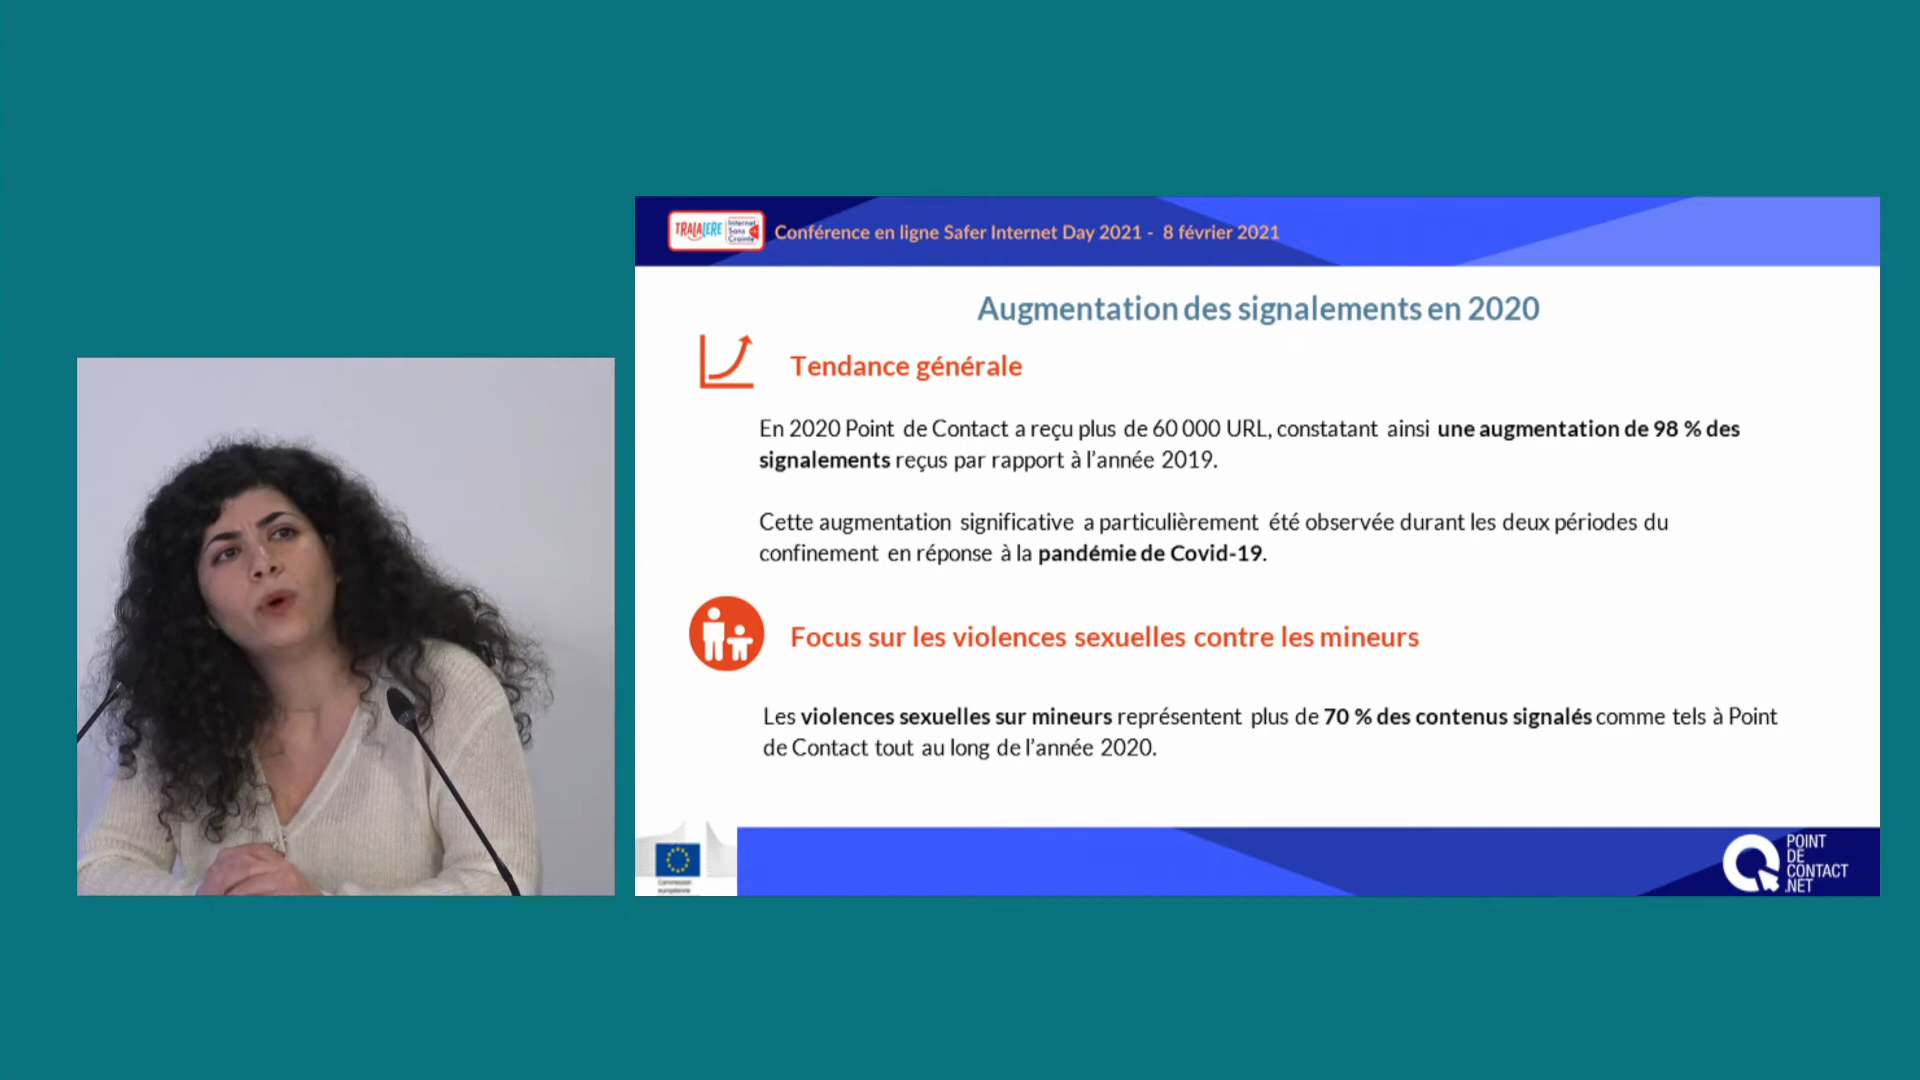 TRALALERE
Internet
Sans
Crainte
Conférence en ligne Safer Internet Day 2021 - 8 février 2021
Augmentation des signalements en 2020
Tendance générale
En 2020 Point de Contact a reçu plus de 60 000 URL, constatant ainsi une augmentation de 98 % des
signalements reçus par rapport à l’année 2019.
Cette augmentation significative a particulièrement été observée durant les deux périodes du
confinement en réponse à la pandémie de Covid-19.
Focus sur les violences sexuelles contre les mineurs
Les violences sexuelles sur mineurs représentent plus de 70 % des contenus signalés comme tels à Point
de Contact tout au long de l’année 2020.
Commission
européenne
POINT
DE
CONTACT
.NET